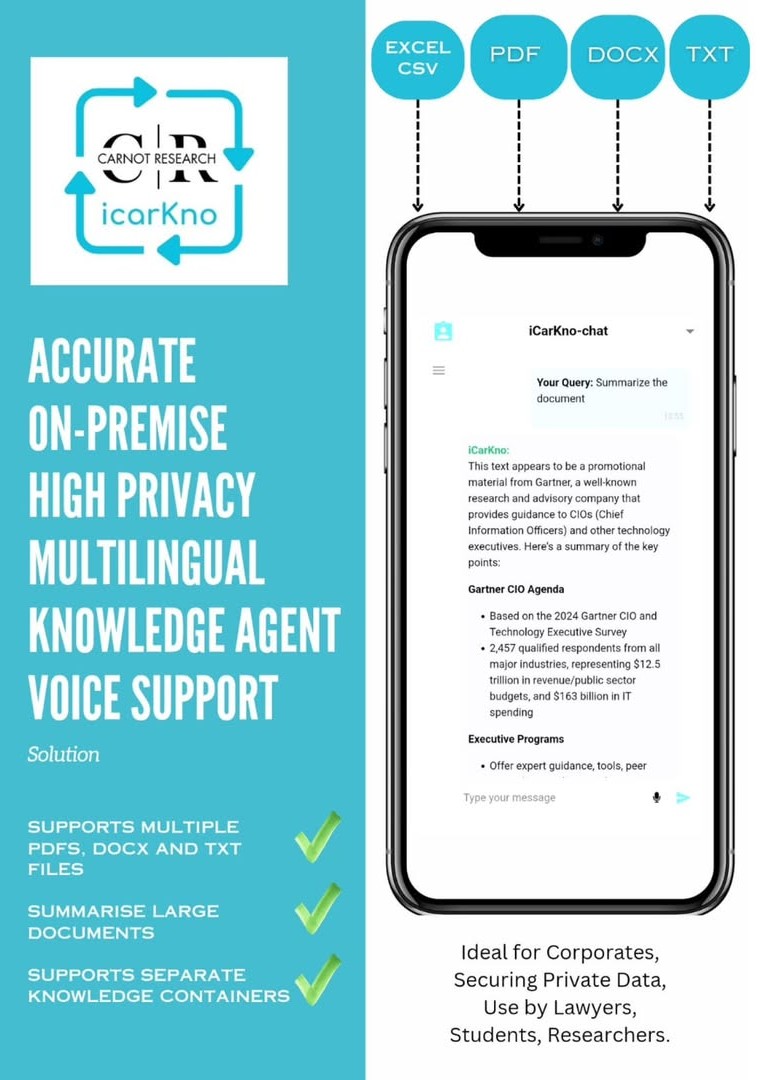 CARNOT RESEARCH
icarKno
ACCURATE
ON-PREMISE
HIGH PRIVACY
MULTILINGUAL
KNOWLEDGE AGENT
VOICE SUPPORT
Solution
SUPPORTS MULTIPLE
PDFS, DOCX AND TXT
FILES
SUMMARISE LARGE
DOCUMENTS
SUPPORTS SEPARATE
KNOWLEDGE CONTAINERS
EXCEL
CSV
PDF
DOCX
TXT
iCarKno-chat
Your Query: Summarize the
document
iCarKno:
This text appears to be a promotional
material from Gartner, a well-known
research and advisory company that
provides guidance to CIOs (Chief
Information Officers) and other technology
executives. Here's a summary of the key
points:
Gartner CIO Agenda
• Based on the 2024 Gartner CIO and
Technology Executive Survey
• 2,457 qualified respondents from all
major industries, representing $12.5
trillion in revenue/public sector
budgets, and $163 billion in IT
spending
Executive Programs
• Offer expert guidance, tools, peer
Type your message
Ideal for Corporates,
Securing Private Data,
Use by Lawyers,
Students, Researchers.